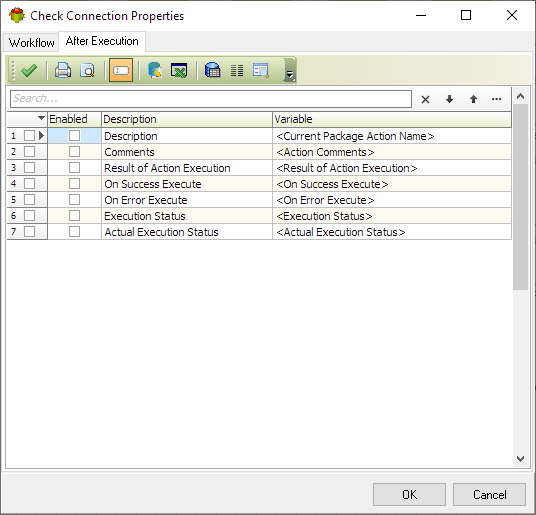 Check Connection Properties
Workflow After Execution
Search...
Enabled Description Variable
1 Description <Current Package Action Name>
2 Comments <Action Comments>
3 Result of Action Execution <Result of Action Execution>
4 On Success Execute <On Success Execute>
5 On Error Execute <On Error Execute>
6 Execution Status <Execution Status>
7 Actual Execution Status <Actual Execution Status>
OK Cancel